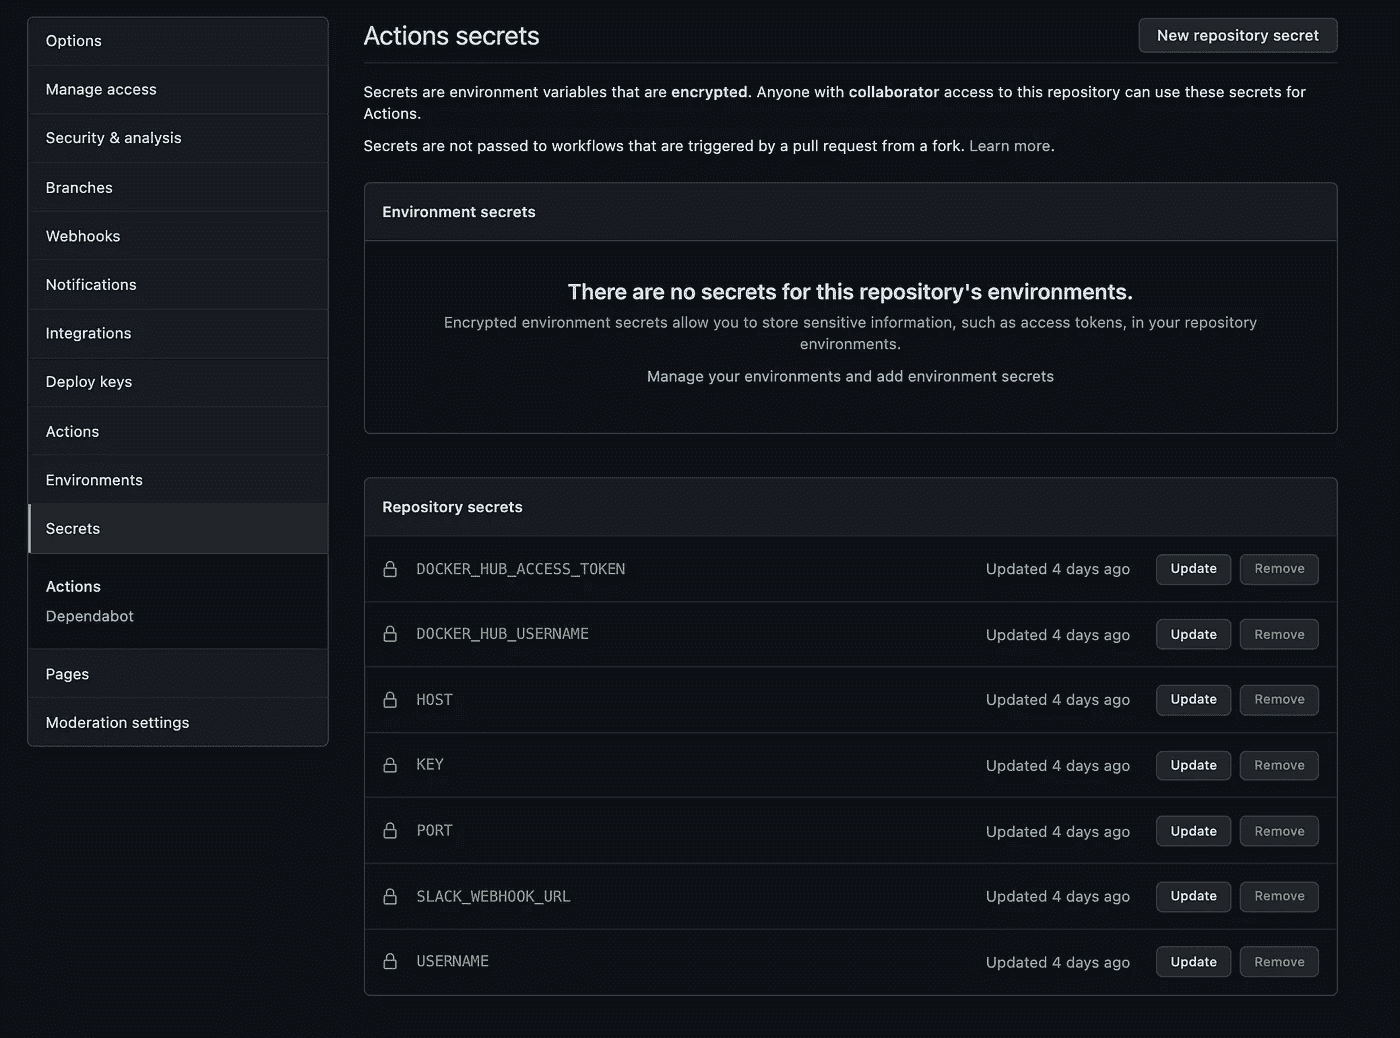 Options
Manage access
Security & analysis
Branches
Webhooks
Notifications
Integrations
Deploy keys
Actions
Environments
Secrets
Actions
Dependabot
Pages
Moderation settings
Actions secrets
New repository secret
Secrets are environment variables that are encrypted. Anyone with collaborator access to this repository can use these secrets for
Actions.
Secrets are not passed to workflows that are triggered by a pull request from a fork. Learn more.
Environment secrets
There are no secrets for this repository's environments.
Encrypted environment secrets allow you to store sensitive information, such as access tokens, in your repository
environments.
Manage your environments and add environment secrets
Repository secrets
DOCKER_HUB_ACCESS_TOKEN Updated 4 days ago Update Remove
DOCKER_HUB_USERNAME Updated 4 days ago Update Remove
HOST Updated 4 days ago Update Remove
KEY Updated 4 days ago Update Remove
PORT Updated 4 days ago Update Remove
SLACK_WEBHOOK_URL Updated 4 days ago Update Remove
USERNAME Updated 4 days ago Update Remove